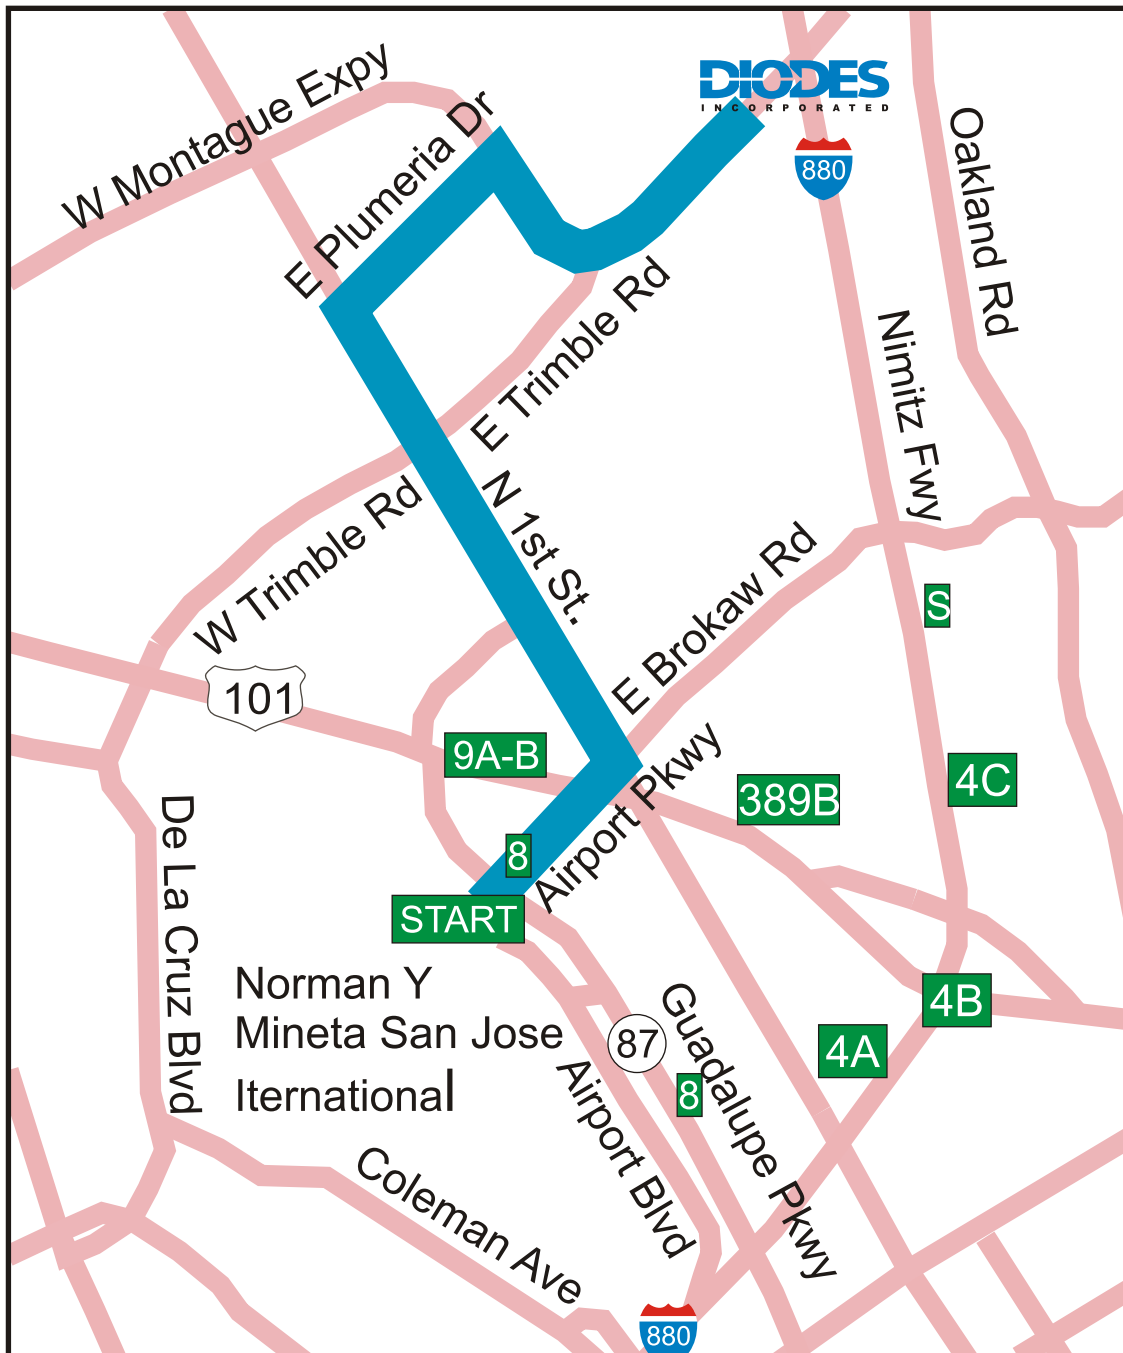 DIODES
INCORPORATED
W Montague Expy
E Plumeria Dr
880
Oakland Rd
E Trimble Rd
Nimitz Fwy
W Trimble Rd
N 1st St.
E Brokaw Rd
S
101
9A-B
Airport Pkwy
4C
389B
8
START
De La Cruz Blvd
Norman Y
Mineta San Jose
Iternational
4B
87
4A
Guadalupe Pkwy
8
Airport Blvd
Coleman Ave
880